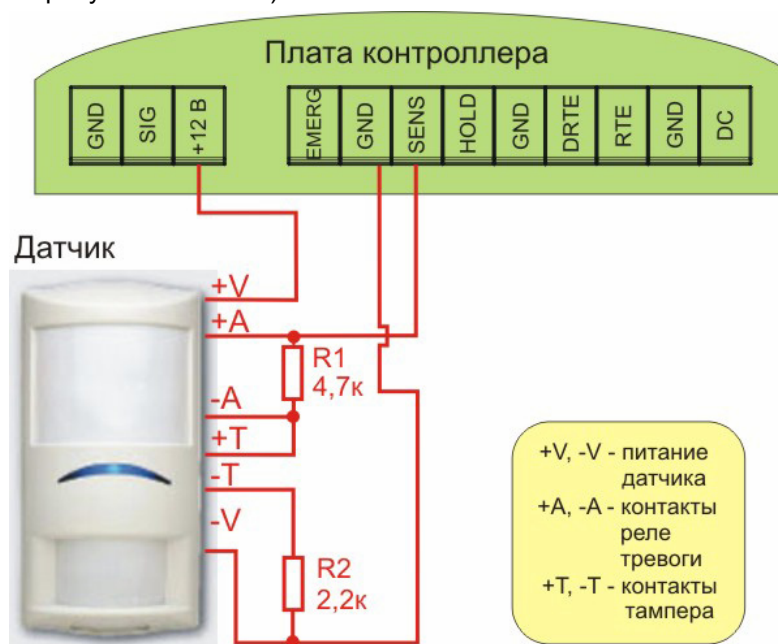 Плата контроллера
GND
SIG
+12 В
EMERG
GND
SENS
HOLD
GND
DRTE
RTE
GND
DC
Датчик
+V
+A
R1
4,7к
-A
+T
-T
-V
R2
2,2к
+V, -V - питание
датчика
+A, -A - контакты
реле
тревоги
+T, -T - контакты
тампера